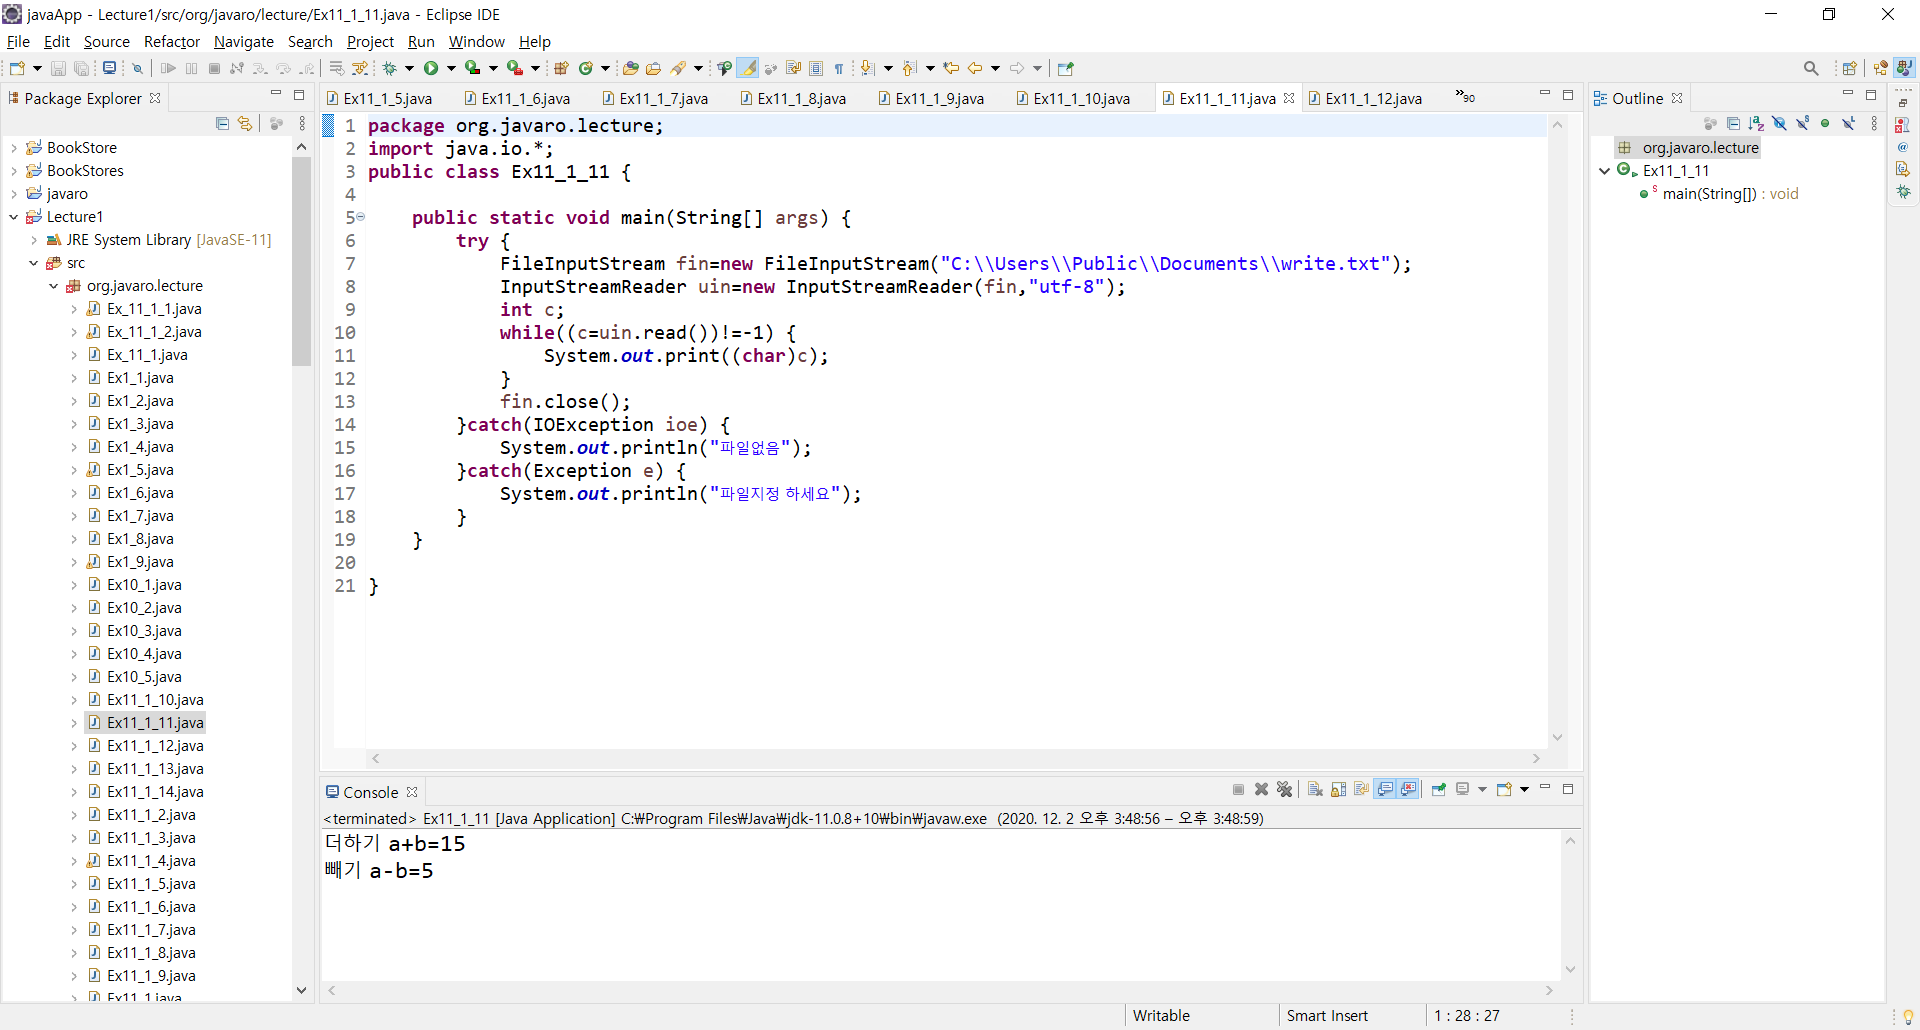 javaApp - Lecture1/src/org/javaro/lecture/Ex11_1_11.java - Eclipse IDE
File Edit Source Refactor Navigate Search Project Run Window Help
Package Explorer
Ex11_1_5.java Ex11_1_6.java Ex11_1_7.java Ex11_1_8.java Ex11_1_9.java Ex11_1_10.java Ex11_1_11.java Ex11_1_12.java »90
BookStore
BookStores
javaro
Lecture1
JRE System Library [JavaSE-11]
src
org.javaro.lecture
Ex_11_1_1.java
Ex_11_1_2.java
Ex_11_1.java
Ex1_1.java
Ex1_2.java
Ex1_3.java
Ex1_4.java
Ex1_5.java
Ex1_6.java
Ex1_7.java
Ex1_8.java
Ex1_9.java
Ex10_1.java
Ex10_2.java
Ex10_3.java
Ex10_4.java
Ex10_5.java
Ex11_1_10.java
Ex11_1_11.java
Ex11_1_12.java
Ex11_1_13.java
Ex11_1_14.java
Ex11_1_2.java
Ex11_1_3.java
Ex11_1_4.java
Ex11_1_5.java
Ex11_1_6.java
Ex11_1_7.java
Ex11_1_8.java
Ex11_1_9.java
Ex11_1.java
1 package org.javaro.lecture;
2 import java.io.*;
3 public class Ex11_1_11 {
4
5 public static void main(String[] args) {
6 try {
7 FileInputStream fin=new FileInputStream("C:\\Users\\Public\\Documents\\write.txt");
8 InputStreamReader uin=new InputStreamReader(fin,"utf-8");
9 int c;
10 while((c=uin.read())!=-1) {
11 System.out.print((char)c);
12 }
13 fin.close();
14 }catch(IOException ioe) {
15 System.out.println("파일없음");
16 }catch(Exception e) {
17 System.out.println("파일지정 하세요");
18 }
19 }
20
21 }
Outline
org.javaro.lecture
Ex11_1_11
main(String[]) : void
Console
<terminated> Ex11_1_11 [Java Application] C:₩Program Files₩Java₩jdk-11.0.8+10₩bin₩javaw.exe (2020. 12. 2 오후 3:48:56 – 오후 3:48:59)
더하기 a+b=15
빼기 a-b=5
Writable Smart Insert 1 : 28 : 27